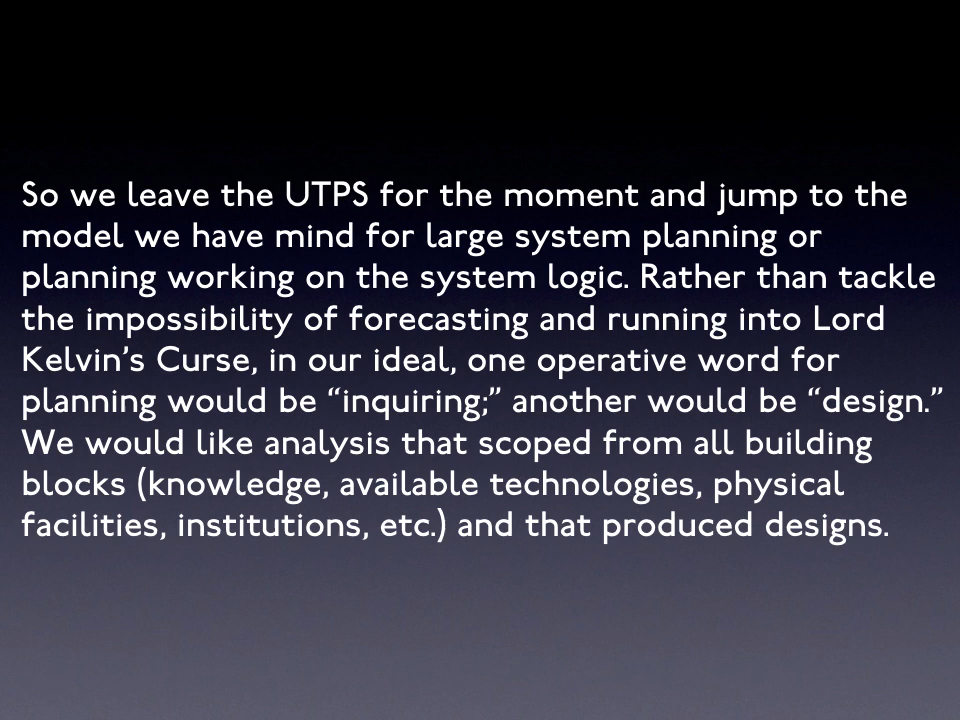 So we leave the UTPS for the moment and jump to the
model we have mind for large system planning or
planning working on the system logic. Rather than tackle
the impossibility of forecasting and running into Lord
Kelvin’s Curse, in our ideal, one operative word for
planning would be “inquiring;” another would be “design.”
We would like analysis that scoped from all building
blocks (knowledge, available technologies, physical
facilities, institutions, etc.) and that produced designs.